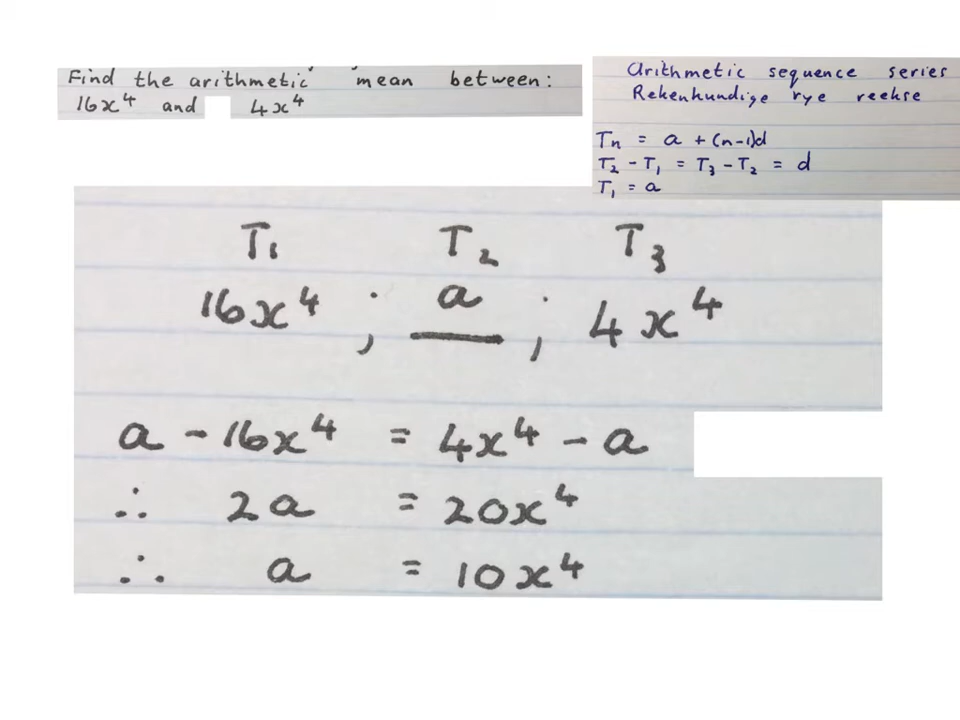 Find the arithmetic mean between:
16x⁴ and 4x⁴
Arithmetic sequence series
Rekenkundige rye reekse
Tn = a + (n-1)d
T₂ - T₁ = T₃ - T₂ = d
T₁ = a
T₁ T₂ T₃
16x⁴ ; a ; 4x⁴
a - 16x⁴ = 4x⁴ - a
∴ 2a = 20x⁴
∴ a = 10x⁴